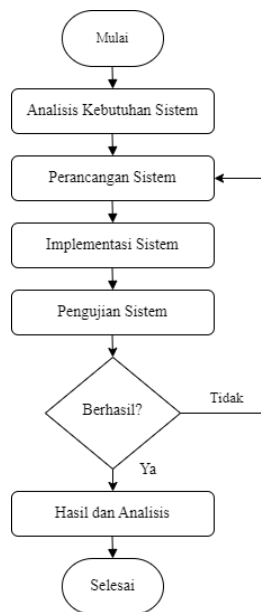 Mulai
Analisis Kebutuhan Sistem
Perancangan Sistem
Implementasi Sistem
Pengujian Sistem
Berhasil?
Tidak
Ya
Hasil dan Analisis
Selesai